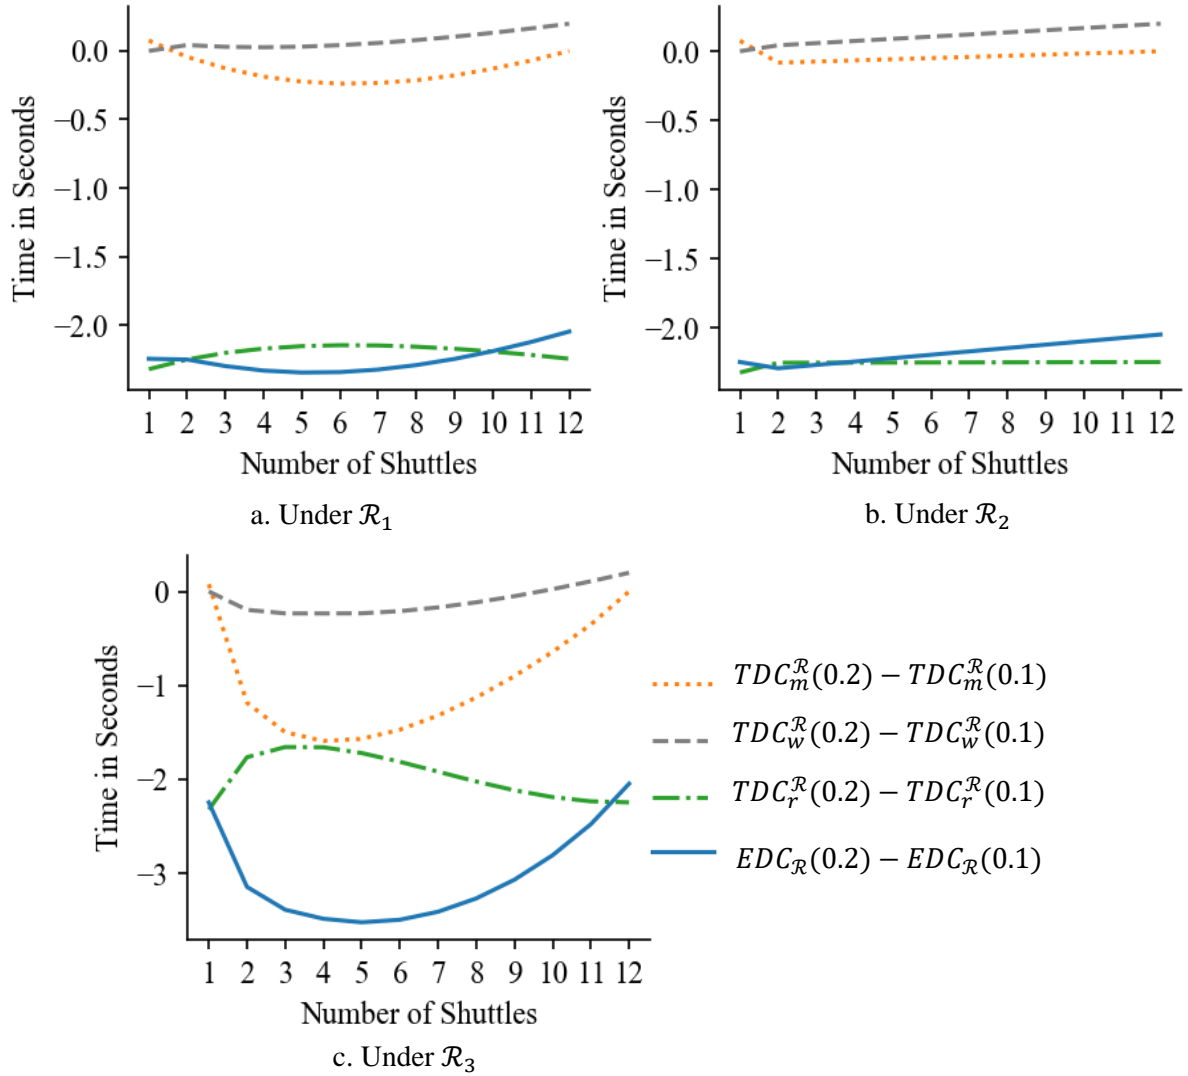 0.0
−0.5
−1.0
−1.5
−2.0
Time in Seconds
1 2 3 4 5 6 7 8 9 10 11 12
Number of Shuttles
a. Under ℛ₁
0.0
−0.5
−1.0
−1.5
−2.0
Time in Seconds
1 2 3 4 5 6 7 8 9 10 11 12
Number of Shuttles
b. Under ℛ₂
0
−1
−2
−3
Time in Seconds
1 2 3 4 5 6 7 8 9 10 11 12
Number of Shuttles
c. Under ℛ₃
TDC_m^ℛ(0.2) − TDC_m^ℛ(0.1)
TDC_w^ℛ(0.2) − TDC_w^ℛ(0.1)
TDC_r^ℛ(0.2) − TDC_r^ℛ(0.1)
EDC_ℛ(0.2) − EDC_ℛ(0.1)